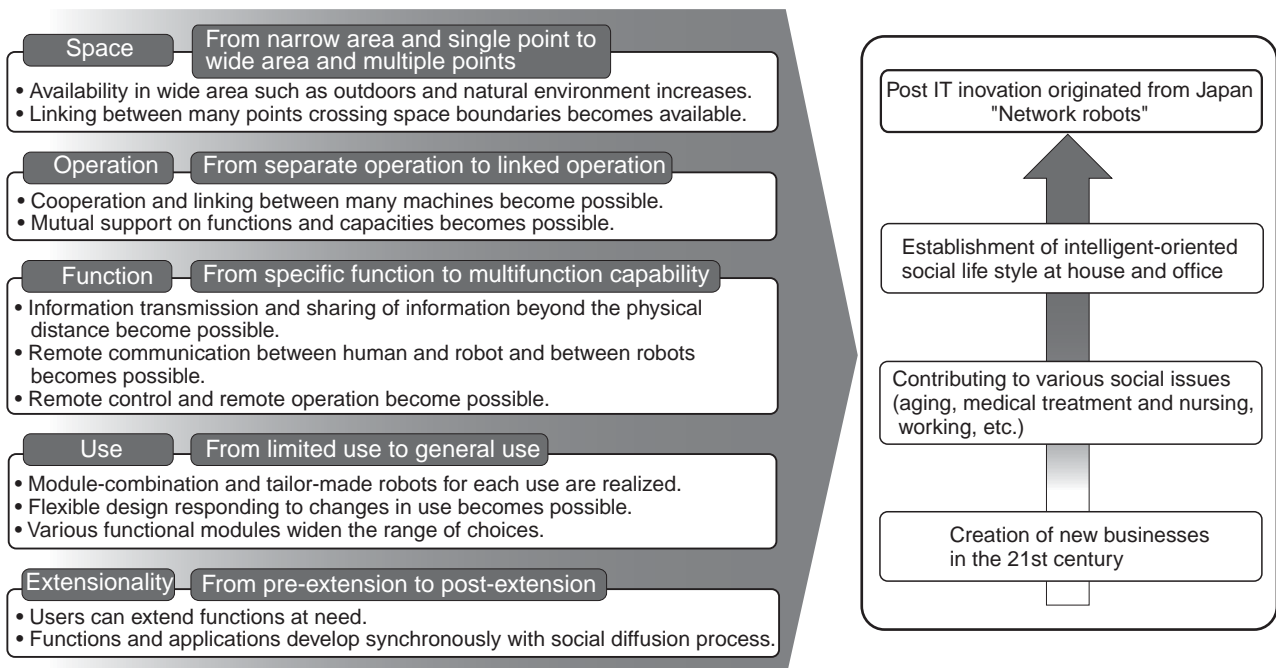 Space
From narrow area and single point to
wide area and multiple points
• Availability in wide area such as outdoors and natural environment increases.
• Linking between many points crossing space boundaries becomes available.
Operation
From separate operation to linked operation
• Cooperation and linking between many machines become possible.
• Mutual support on functions and capacities becomes possible.
Function
From specific function to multifunction capability
• Information transmission and sharing of information beyond the physical
distance become possible.
• Remote communication between human and robot and between robots
becomes possible.
• Remote control and remote operation become possible.
Use
From limited use to general use
• Module-combination and tailor-made robots for each use are realized.
• Flexible design responding to changes in use becomes possible.
• Various functional modules widen the range of choices.
Extensionality
From pre-extension to post-extension
• Users can extend functions at need.
• Functions and applications develop synchronously with social diffusion process.
Post IT inovation originated from Japan
"Network robots"
Establishment of intelligent-oriented
social life style at house and office
Contributing to various social issues
(aging, medical treatment and nursing,
working, etc.)
Creation of new businesses
in the 21st century